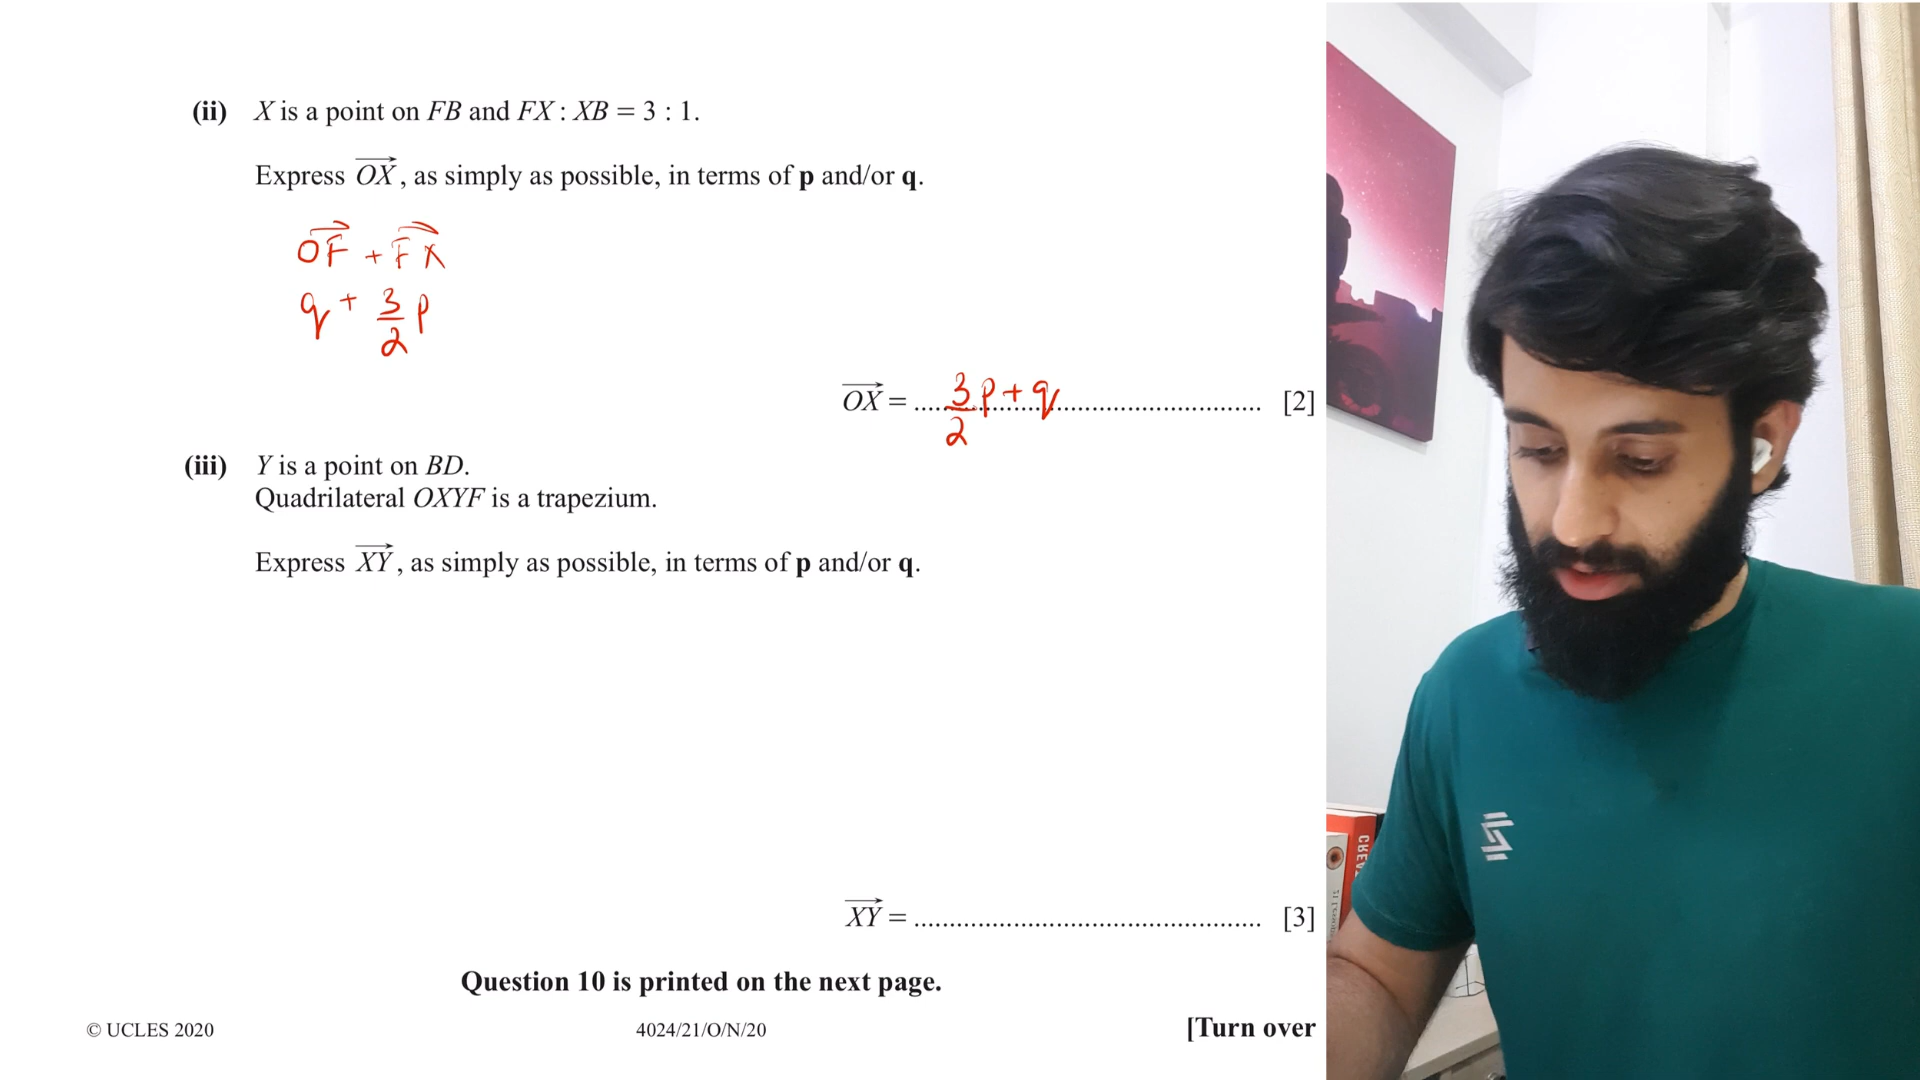 (ii) X is a point on FB and FX : XB = 3 : 1.
Express OX, as simply as possible, in terms of p and/or q.
OF + FX
q + 3/2 p
OX = .... 3/2 p + q .... [2]
(iii) Y is a point on BD.
Quadrilateral OXYF is a trapezium.
Express XY, as simply as possible, in terms of p and/or q.
XY = .... [3]
Question 10 is printed on the next page.
© UCLES 2020 4024/21/O/N/20 [Turn over